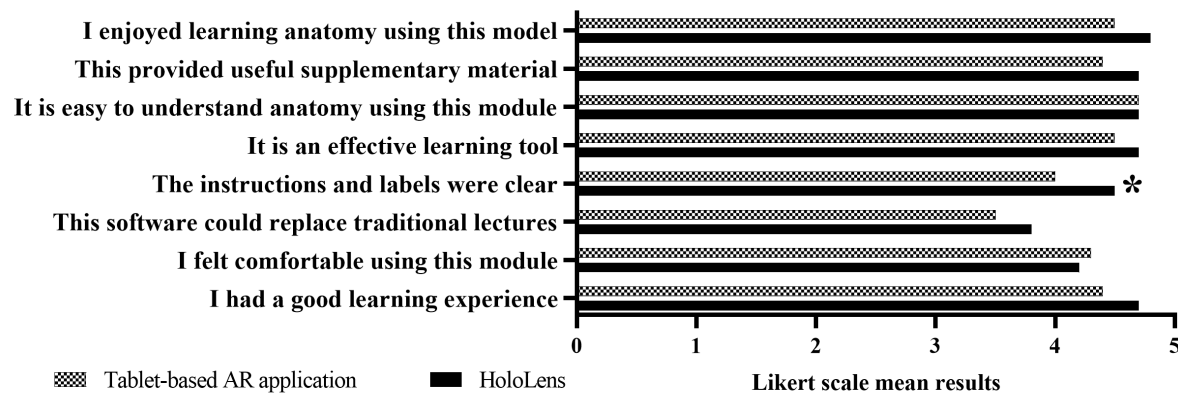 I enjoyed learning anatomy using this model
This provided useful supplementary material
It is easy to understand anatomy using this module
It is an effective learning tool
The instructions and labels were clear
*
This software could replace traditional lectures
I felt comfortable using this module
I had a good learning experience
0 1 2 3 4 5
Tablet-based AR application HoloLens
Likert scale mean results